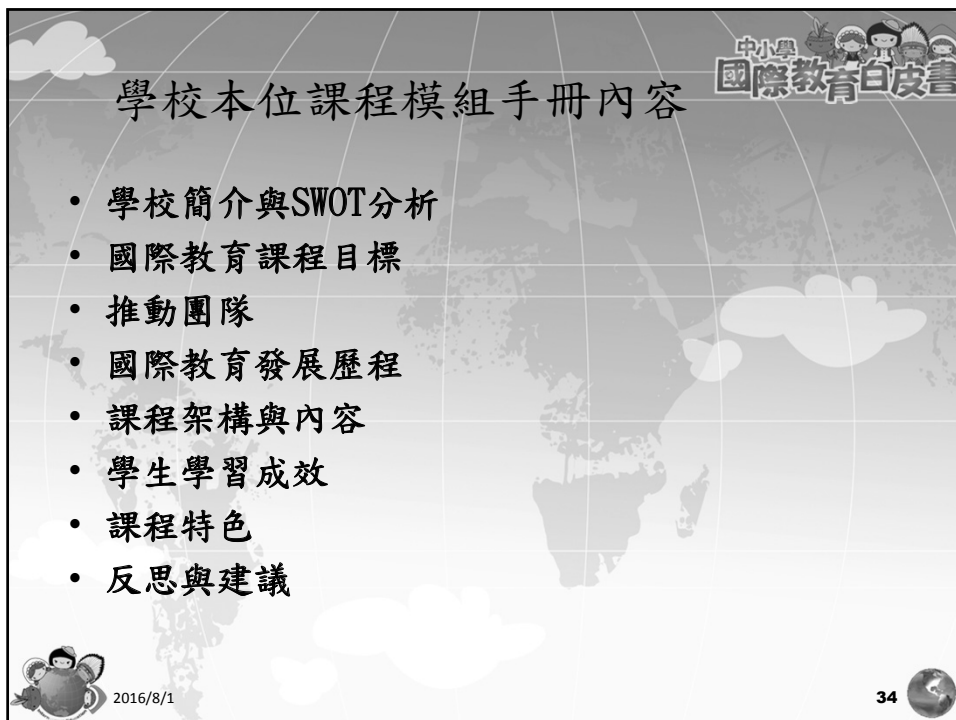 中小學
國際教育白皮書
學校本位課程模組手冊內容
• 學校簡介與SWOT分析
• 國際教育課程目標
• 推動團隊
• 國際教育發展歷程
• 課程架構與內容
• 學生學習成效
• 課程特色
• 反思與建議
2016/8/1
34